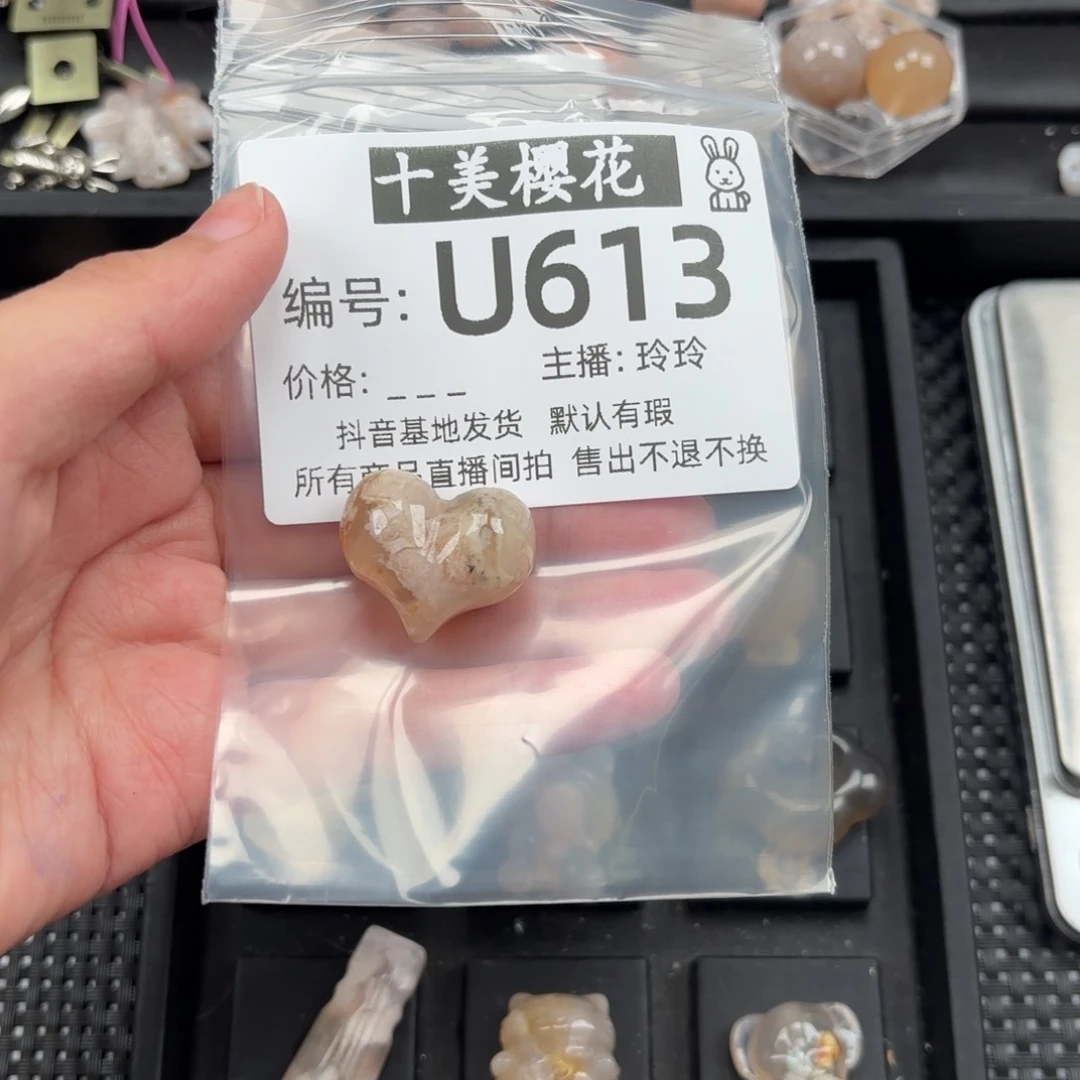 十美樱花
编号: U613
价格: _ _ _ 主播: 玲玲
抖音基地发货 默认有瑕
所有商品直播间拍 售出不退不换